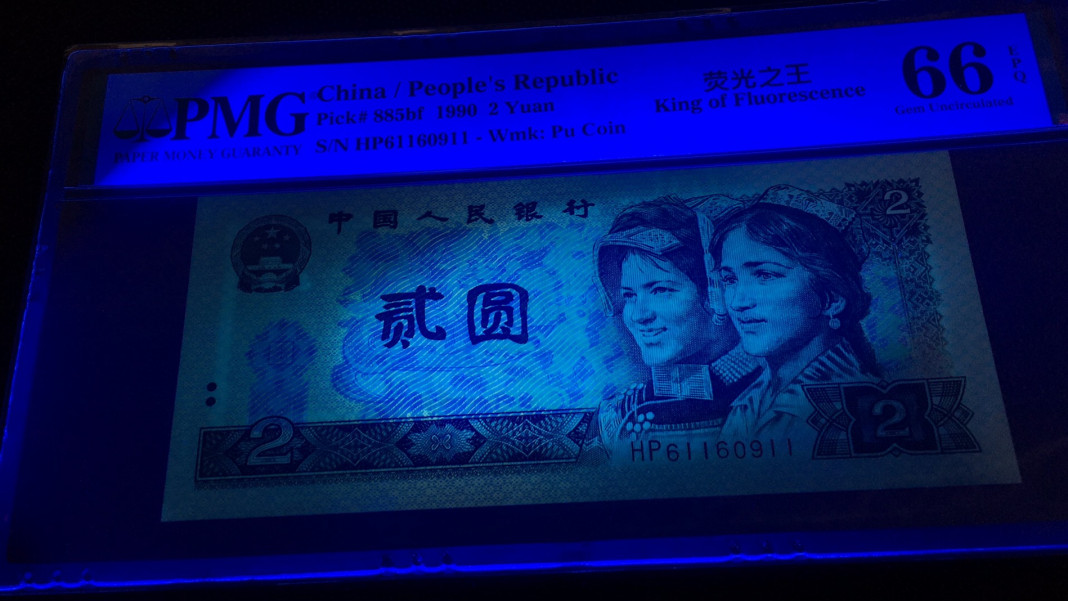 PMG
PAPER MONEY GUARANTY
China / People's Republic
Pick# 885bf 1990 2 Yuan
S/N HP61160911 - Wmk: Pu Coin
荧光之王
King of Fluorescence
66
EPQ
Gem Uncirculated
中国人民银行
2
贰圆
2
2
HP61160911